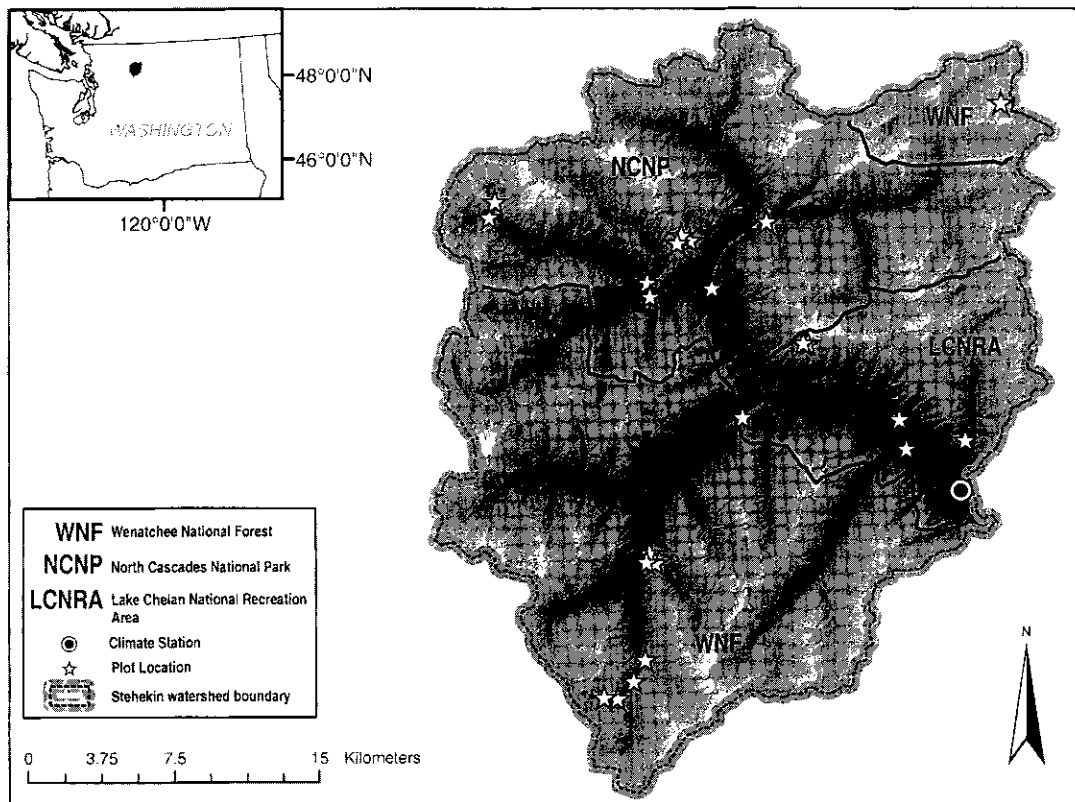 48°0'0"N
WASHINGTON
46°0'0"N
120°0'0"W
WNF
NCNP
LCNRA
WNF
WNF Wenatchee National Forest
NCNP North Cascades National Park
LCNRA Lake Chelan National Recreation
Area
Climate Station
Plot Location
Stehekin watershed boundary
N
0 3.75 7.5 15 Kilometers